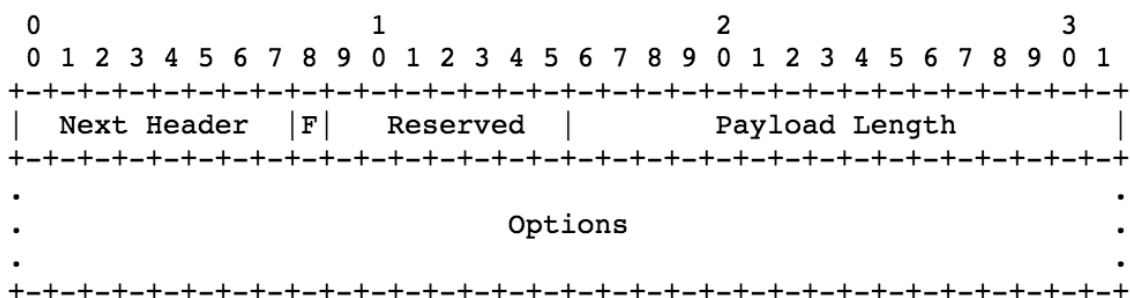 0                   1                   2                   3
 0 1 2 3 4 5 6 7 8 9 0 1 2 3 4 5 6 7 8 9 0 1 2 3 4 5 6 7 8 9 0 1
+-+-+-+-+-+-+-+-+-+-+-+-+-+-+-+-+-+-+-+-+-+-+-+-+-+-+-+-+-+-+-+-+
|  Next Header  |F|   Reserved  |        Payload Length         |
+-+-+-+-+-+-+-+-+-+-+-+-+-+-+-+-+-+-+-+-+-+-+-+-+-+-+-+-+-+-+-+-+
.                                                               .
.                            Options                            .
.                                                               .
+-+-+-+-+-+-+-+-+-+-+-+-+-+-+-+-+-+-+-+-+-+-+-+-+-+-+-+-+-+-+-+-+